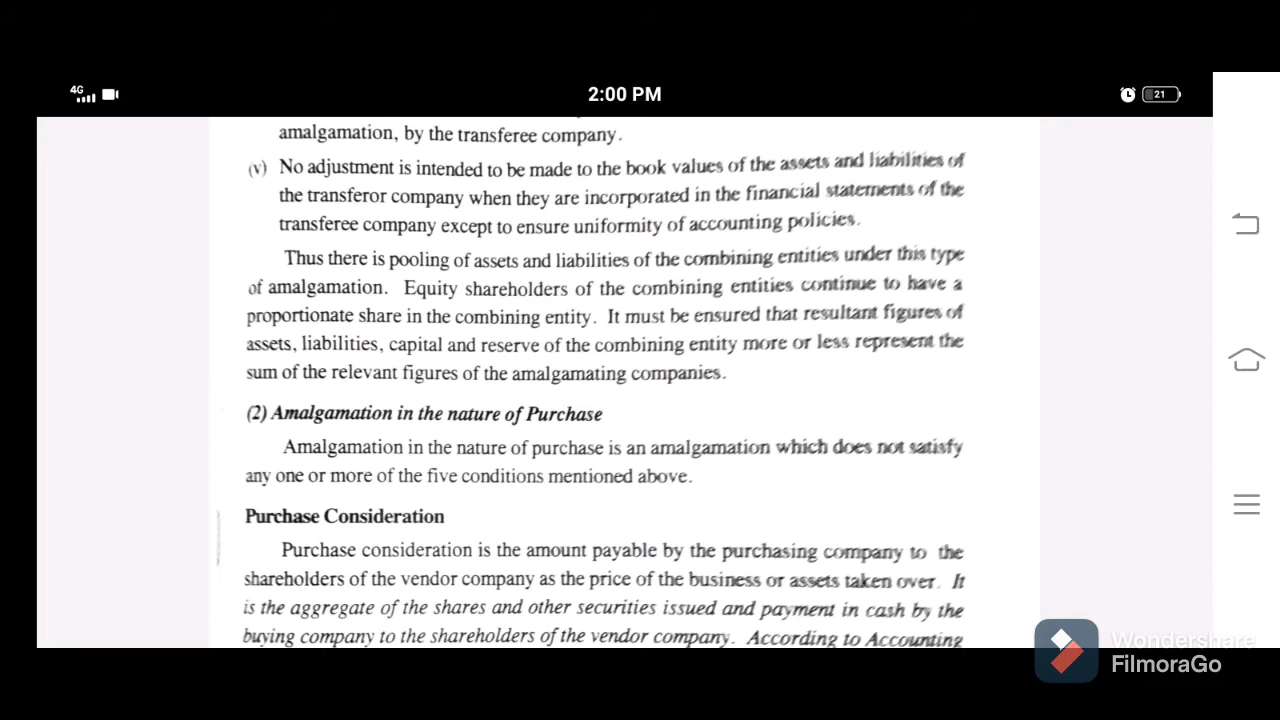 4G
2:00 PM
21
amalgamation, by the transferee company.
(v) No adjustment is intended to be made to the book values of the assets and liabilities of
the transferor company when they are incorporated in the financial statements of the
transferee company except to ensure uniformity of accounting policies.
Thus there is pooling of assets and liabilities of the combining entities under this type
of amalgamation. Equity shareholders of the combining entities continue to have a
proportionate share in the combining entity. It must be ensured that resultant figures of
assets, liabilities, capital and reserve of the combining entity more or less represent the
sum of the relevant figures of the amalgamating companies.
(2) Amalgamation in the nature of Purchase
Amalgamation in the nature of purchase is an amalgamation which does not satisfy
any one or more of the five conditions mentioned above.
Purchase Consideration
Purchase consideration is the amount payable by the purchasing company to the
shareholders of the vendor company as the price of the business or assets taken over. It
is the aggregate of the shares and other securities issued and payment in cash by the
buying company to the shareholders of the vendor company. According to Accounting
Wondershare
FilmoraGo